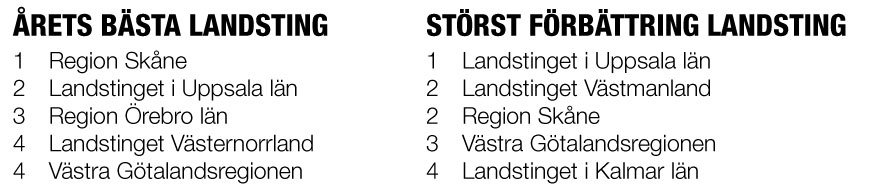 ÅRETS BÄSTA LANDSTING
1 Region Skåne
2 Landstinget i Uppsala län
3 Region Örebro län
4 Landstinget Västernorrland
4 Västra Götalandsregionen
STÖRST FÖRBÄTTRING LANDSTING
1 Landstinget i Uppsala län
2 Landstinget Västmanland
2 Region Skåne
3 Västra Götalandsregionen
4 Landstinget i Kalmar län